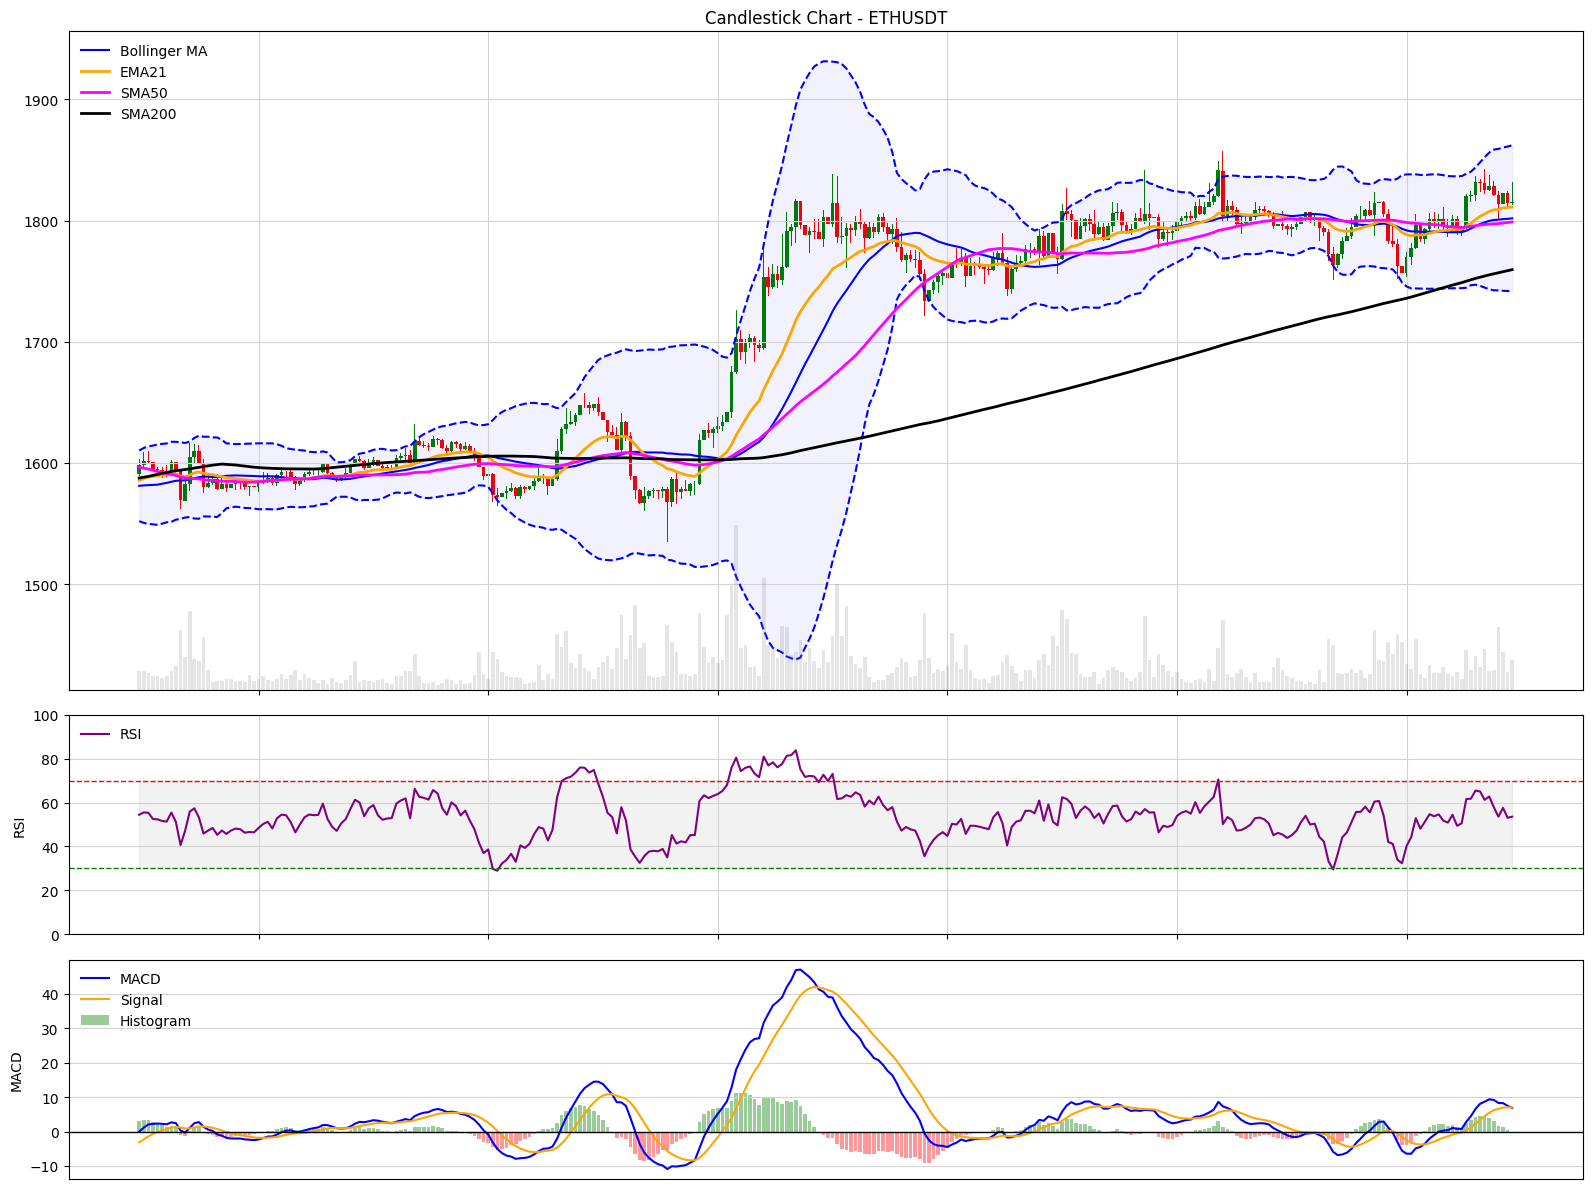 Candlestick Chart - ETHUSDT
Bollinger MA
EMA21
SMA50
SMA200
1900
1800
1700
1600
1500
RSI
100
80
60
40
20
0
RSI
MACD
Signal
Histogram
40
30
20
10
0
−10
MACD